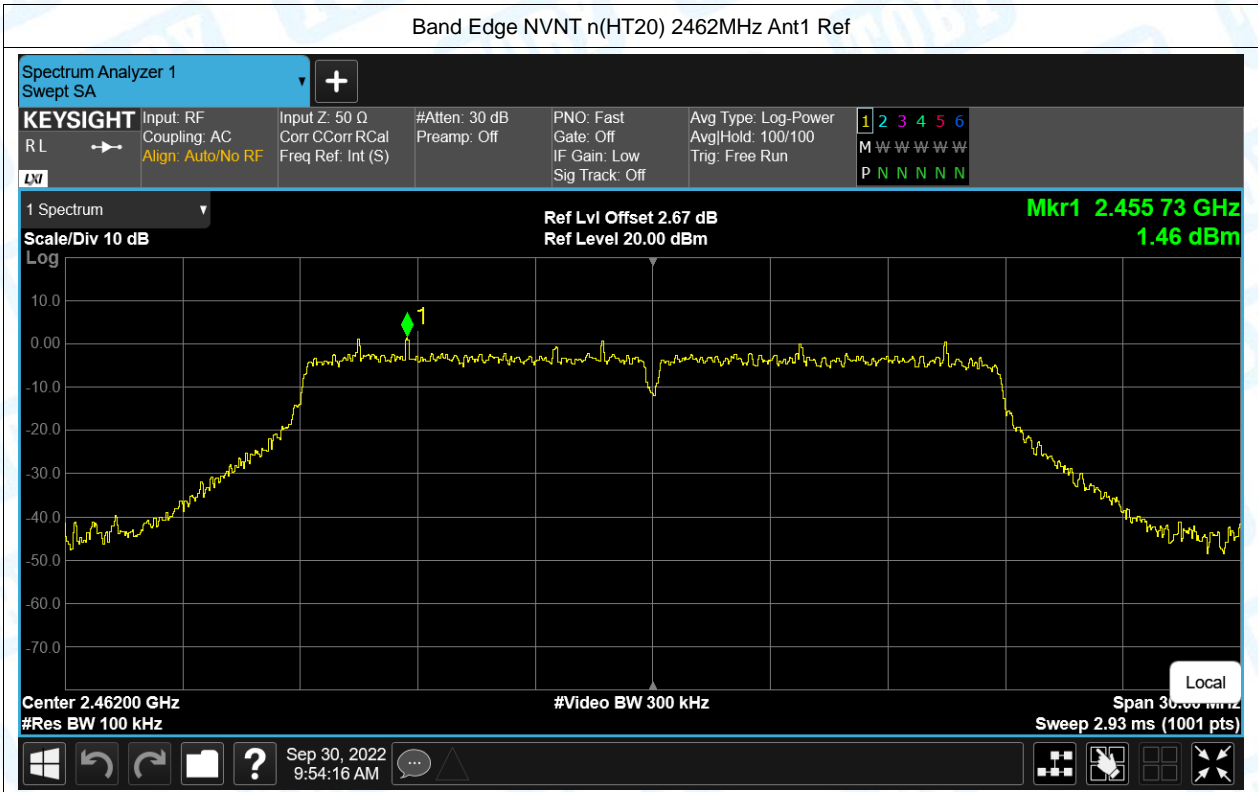 Band Edge NVNT n(HT20) 2462MHz Ant1 Ref
Spectrum Analyzer 1
Swept SA
KEYSIGHT
RL
LXI
Input: RF
Coupling: AC
Align: Auto/No RF
Input Z: 50 Ω
Corr CCorr RCal
Freq Ref: Int (S)
#Atten: 30 dB
Preamp: Off
PNO: Fast
Gate: Off
IF Gain: Low
Sig Track: Off
Avg Type: Log-Power
Avg|Hold: 100/100
Trig: Free Run
1 2 3 4 5 6
M W W W W W
P N N N N N
1 Spectrum
Scale/Div 10 dB
Ref Lvl Offset 2.67 dB
Ref Level 20.00 dBm
Mkr1 2.455 73 GHz
1.46 dBm
Log
10.0
0.00
-10.0
-20.0
-30.0
-40.0
-50.0
-60.0
-70.0
1
Local
Center 2.46200 GHz
#Res BW 100 kHz
#Video BW 300 kHz
Span 30.00 MHz
Sweep 2.93 ms (1001 pts)
?
Sep 30, 2022
9:54:16 AM